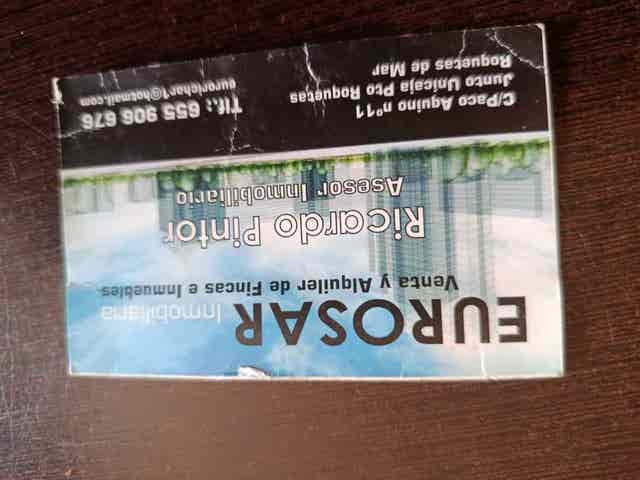 EUROSAR Inmobiliaria
Venta y Alquiler de Fincas e Inmuebles
Ricardo Pintor
Asesor Inmobiliario
C/Paco Aquino nº11
Junto Unicaja Pto Roquetas
Roquetas de Mar
Tlf.: 655 906 676
eurorichar1@hotmail.com